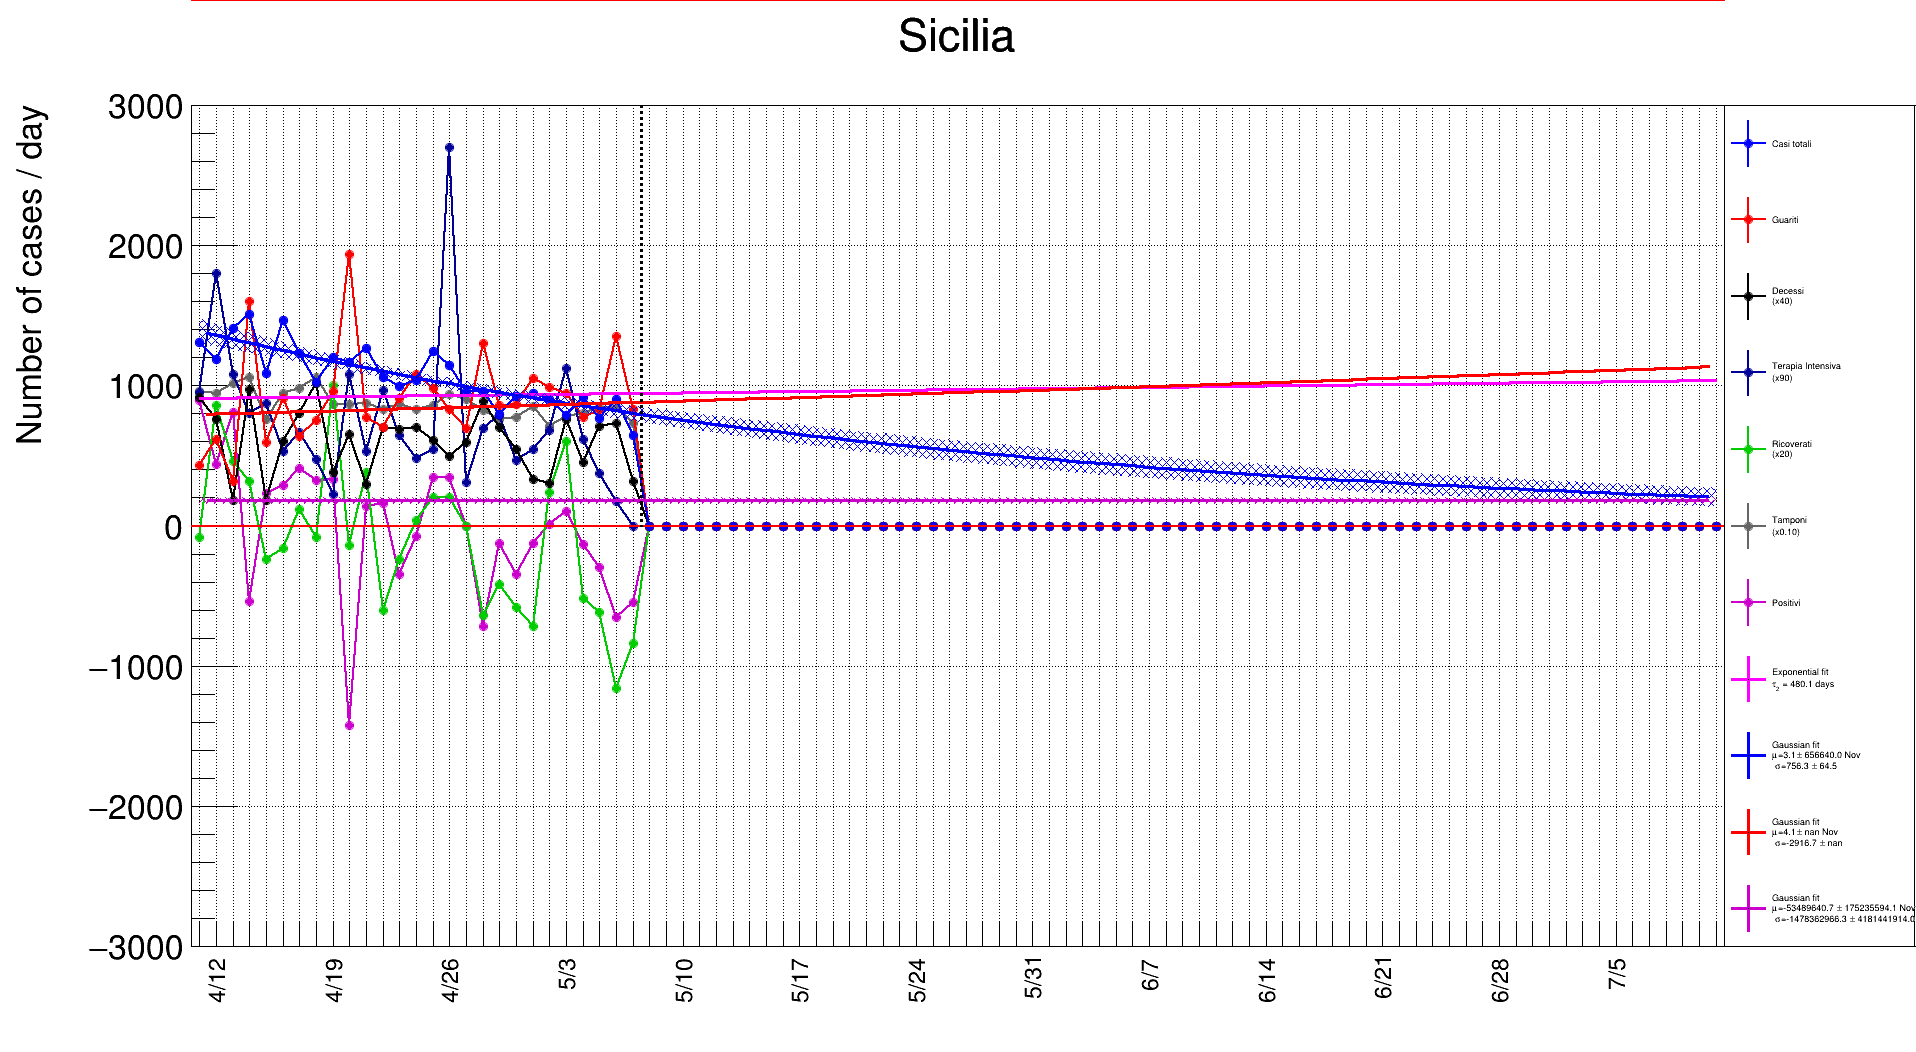 Sicilia
Number of cases / day
3000
2000
1000
0
−1000
−2000
−3000
4/12
4/19
4/26
5/3
5/10
5/17
5/24
5/31
6/7
6/14
6/21
6/28
7/5
Casi totali
Guariti
Decessi
(x40)
Terapia Intensiva
(x90)
Ricoverati
(x20)
Tamponi
(x0.10)
Positivi
Exponential fit
τ2 = 480.1 days
Gaussian fit
μ=3.1 ± 656640.0 Nov
σ=756.3 ± 64.5
Gaussian fit
μ=4.1 ± nan Nov
σ=-2916.7 ± nan
Gaussian fit
μ=-53489640.7 ± 175235594.1 Nov
σ=-1478362966.3 ± 4181441914.0